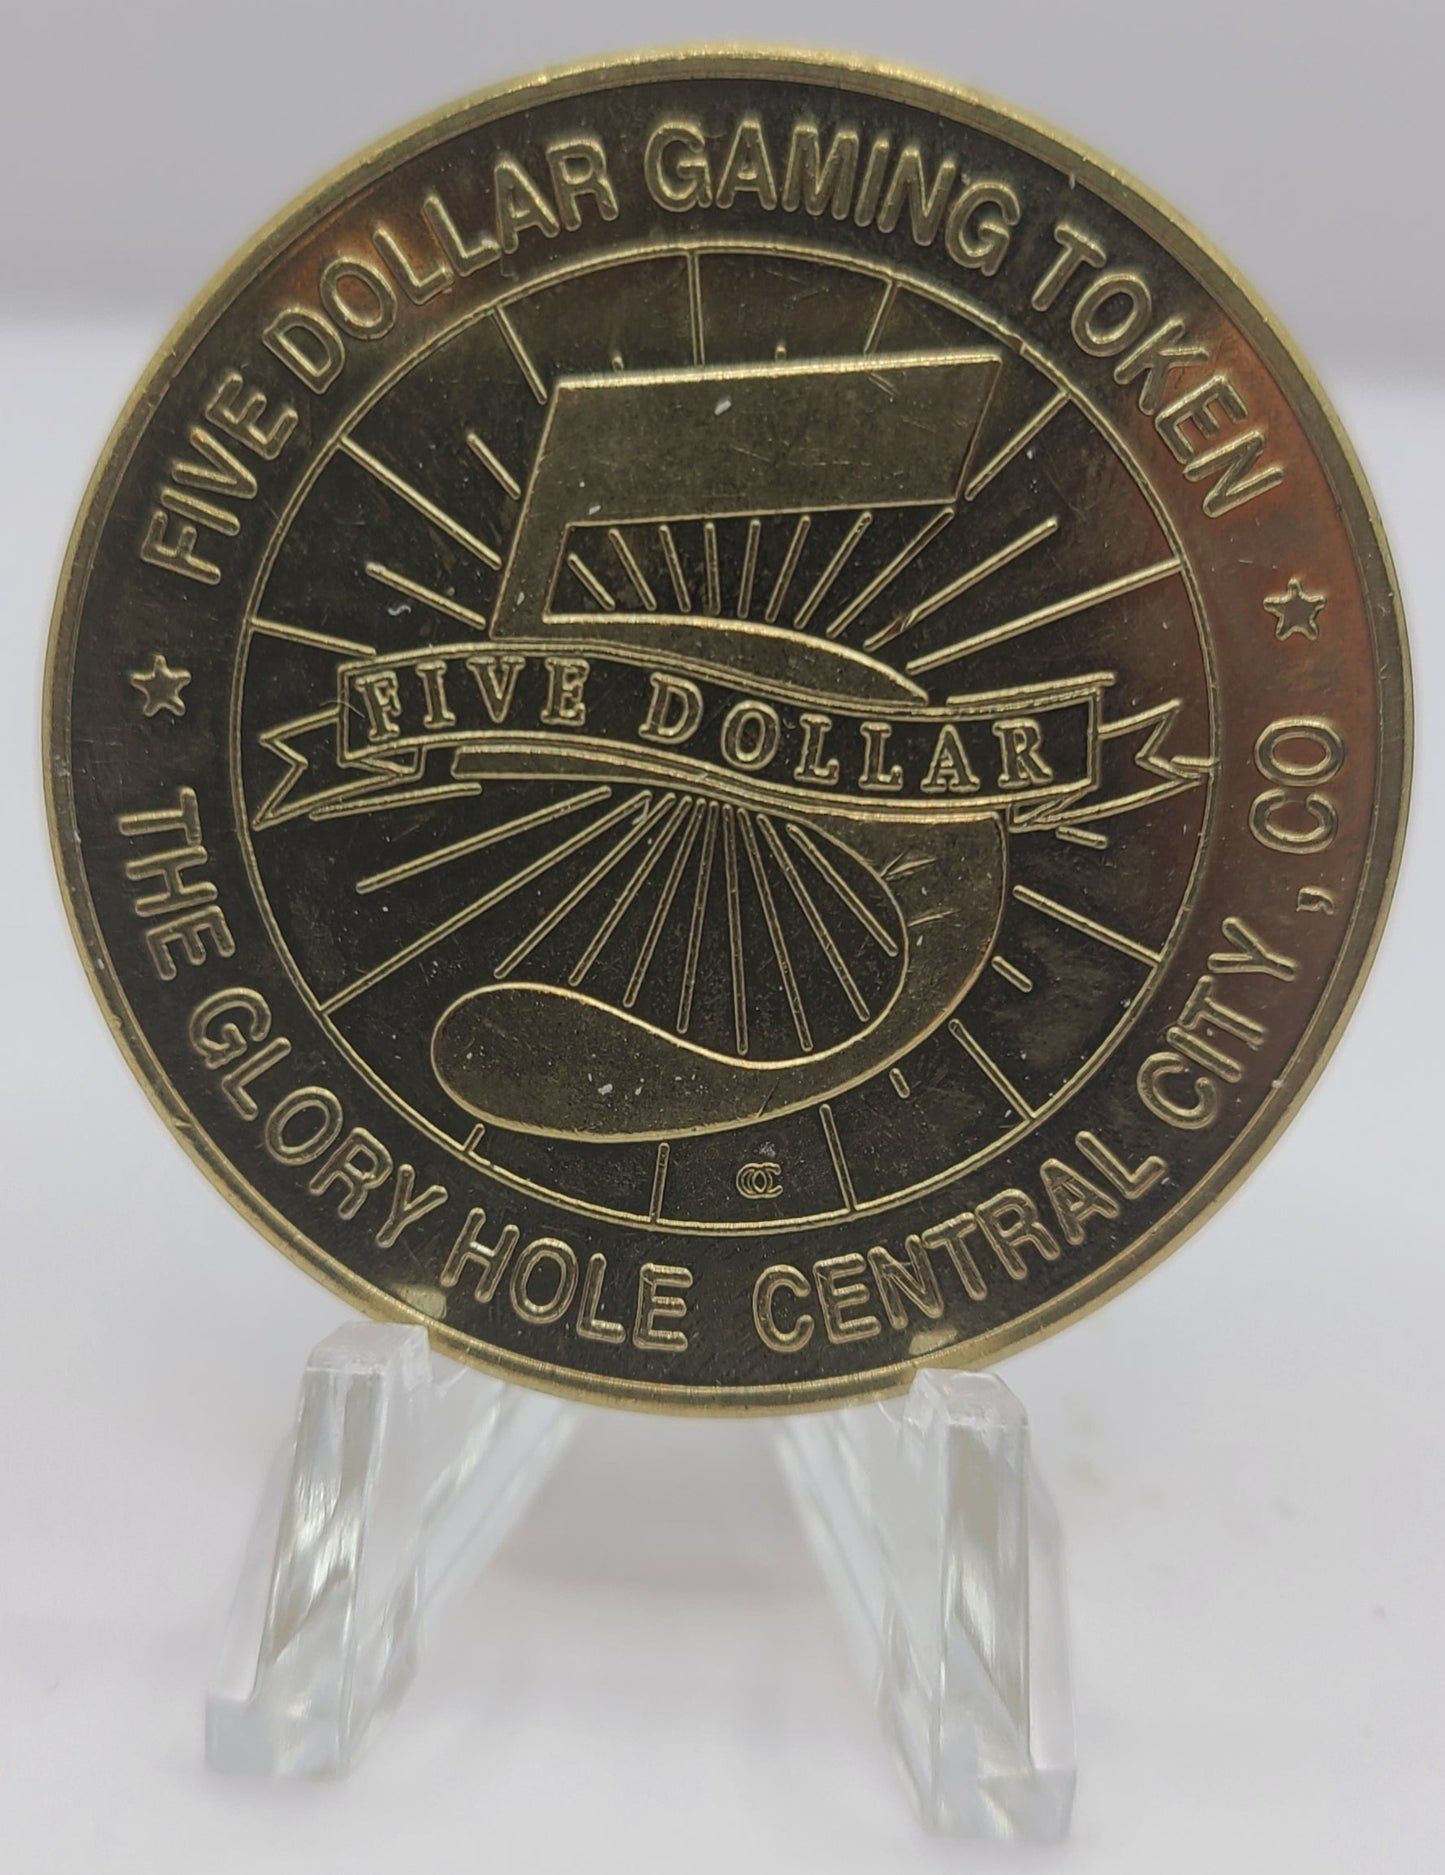 FIVE DOLLAR GAMING TOKEN
FIVE DOLLAR
THE GLORY HOLE CENTRAL CITY, CO